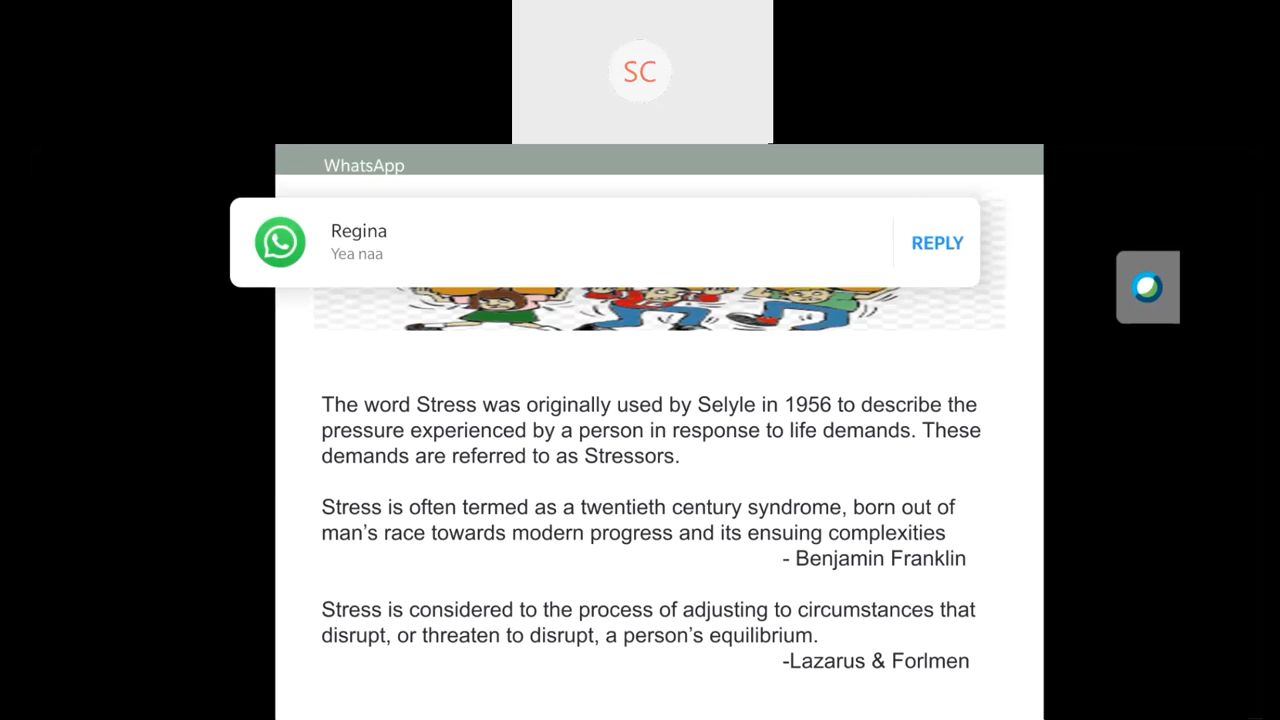 SC
WhatsApp
Regina
Yea naa
REPLY
The word Stress was originally used by Selyle in 1956 to describe the
pressure experienced by a person in response to life demands. These
demands are referred to as Stressors.
Stress is often termed as a twentieth century syndrome, born out of
man’s race towards modern progress and its ensuing complexities
- Benjamin Franklin
Stress is considered to the process of adjusting to circumstances that
disrupt, or threaten to disrupt, a person’s equilibrium.
-Lazarus & Forlmen